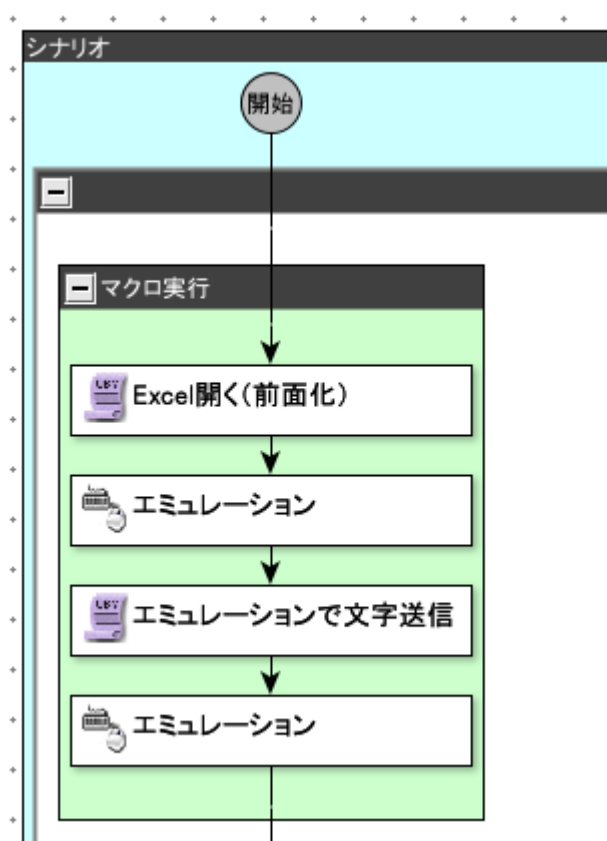 シナリオ
開始
マクロ実行
Excel開く(前面化)
エミュレーション
エミュレーションで文字送信
エミュレーション